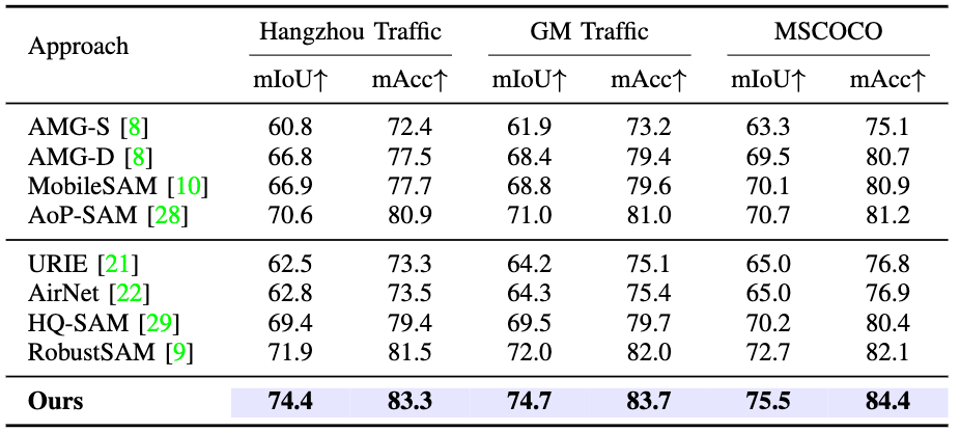 Approach Hangzhou Traffic GM Traffic MSCOCO
mIoU↑ mAcc↑ mIoU↑ mAcc↑ mIoU↑ mAcc↑
AMG-S [8] 60.8 72.4 61.9 73.2 63.3 75.1
AMG-D [8] 66.8 77.5 68.4 79.4 69.5 80.7
MobileSAM [10] 66.9 77.7 68.8 79.6 70.1 80.9
AoP-SAM [28] 70.6 80.9 71.0 81.0 70.7 81.2
URIE [21] 62.5 73.3 64.2 75.1 65.0 76.8
AirNet [22] 62.8 73.5 64.3 75.4 65.0 76.9
HQ-SAM [29] 69.4 79.4 69.5 79.7 70.2 80.4
RobustSAM [9] 71.9 81.5 72.0 82.0 72.7 82.1
Ours 74.4 83.3 74.7 83.7 75.5 84.4